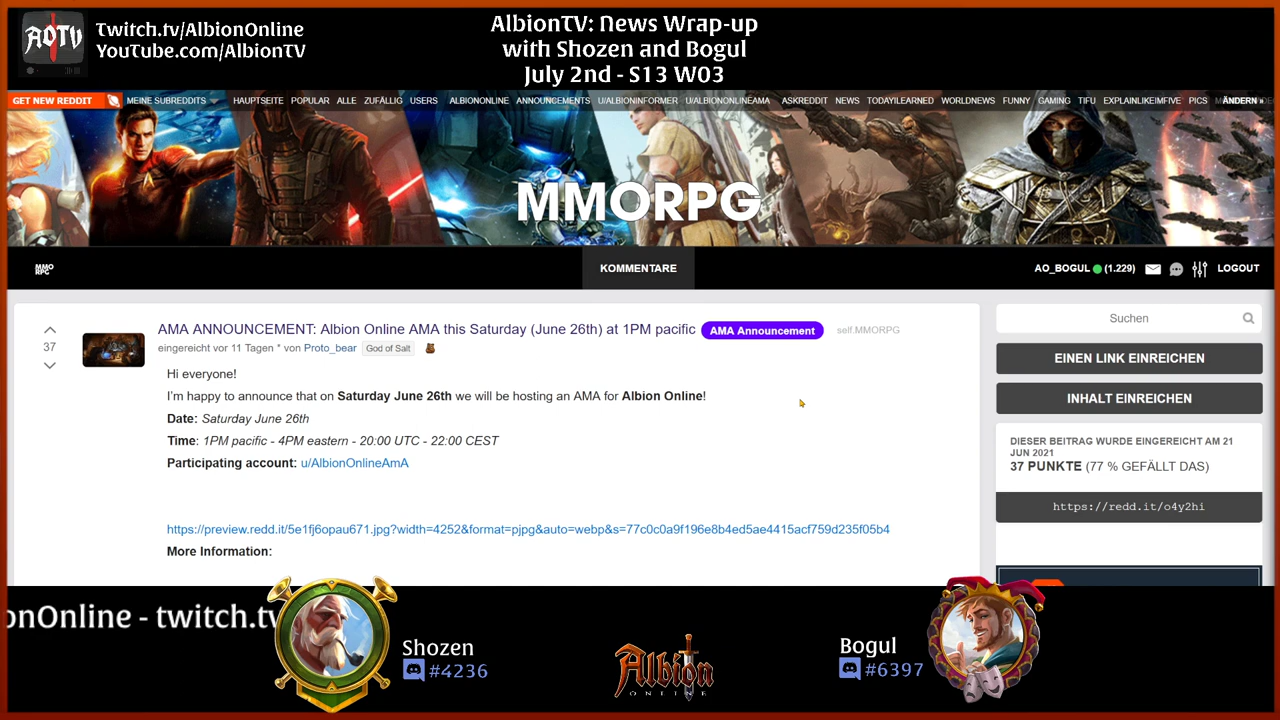 AOTV
Twitch.tv/AlbionOnline
YouTube.com/AlbionTV
AlbionTV: News Wrap-up
with Shozen and Bogul
July 2nd - S13 W03
GET NEW REDDIT MEINE SUBREDDITS HAUPTSEITE POPULAR ALLE ZUFÄLLIG USERS ALBIONONLINE ANNOUNCEMENTS U/ALBIONINFORMER U/ALBIONONLINEAMA ASKREDDIT NEWS TODAYILEARNED WORLDNEWS FUNNY GAMING TIFU EXPLAINLIKEIMFIVE PICS ÄNDERN »
MMORPG
MMO
RPG
KOMMENTARE
AO_BOGUL (1.229) LOGOUT
AMA ANNOUNCEMENT: Albion Online AMA this Saturday (June 26th) at 1PM pacific AMA Announcement self.MMORPG
37
eingereicht vor 11 Tagen * von Proto_bear God of Salt
Hi everyone!
I'm happy to announce that on Saturday June 26th we will be hosting an AMA for Albion Online!
Date: Saturday June 26th
Time: 1PM pacific - 4PM eastern - 20:00 UTC - 22:00 CEST
Participating account: u/AlbionOnlineAmA
https://preview.redd.it/5e1fj6opau671.jpg?width=4252&format=pjpg&auto=webp&s=77c0c0a9f196e8b4ed5ae4415acf759d235f05b4
More Information:
Suchen
EINEN LINK EINREICHEN
INHALT EINREICHEN
DIESER BEITRAG WURDE EINGEREICHT AM 21
JUN 2021
37 PUNKTE (77 % GEFÄLLT DAS)
https://redd.it/o4y2hi
onOnline - twitch.tv
Shozen
#4236
Albion
ONLINE
Bogul
#6397